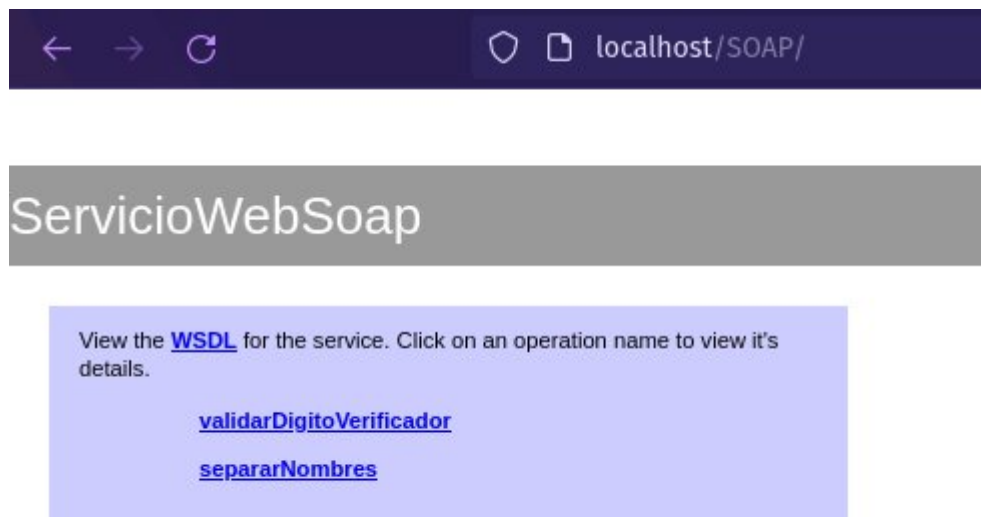 localhost/SOAP/
ServicioWebSoap
View the WSDL for the service. Click on an operation name to view it's
details.
validarDigitoVerificador
separarNombres